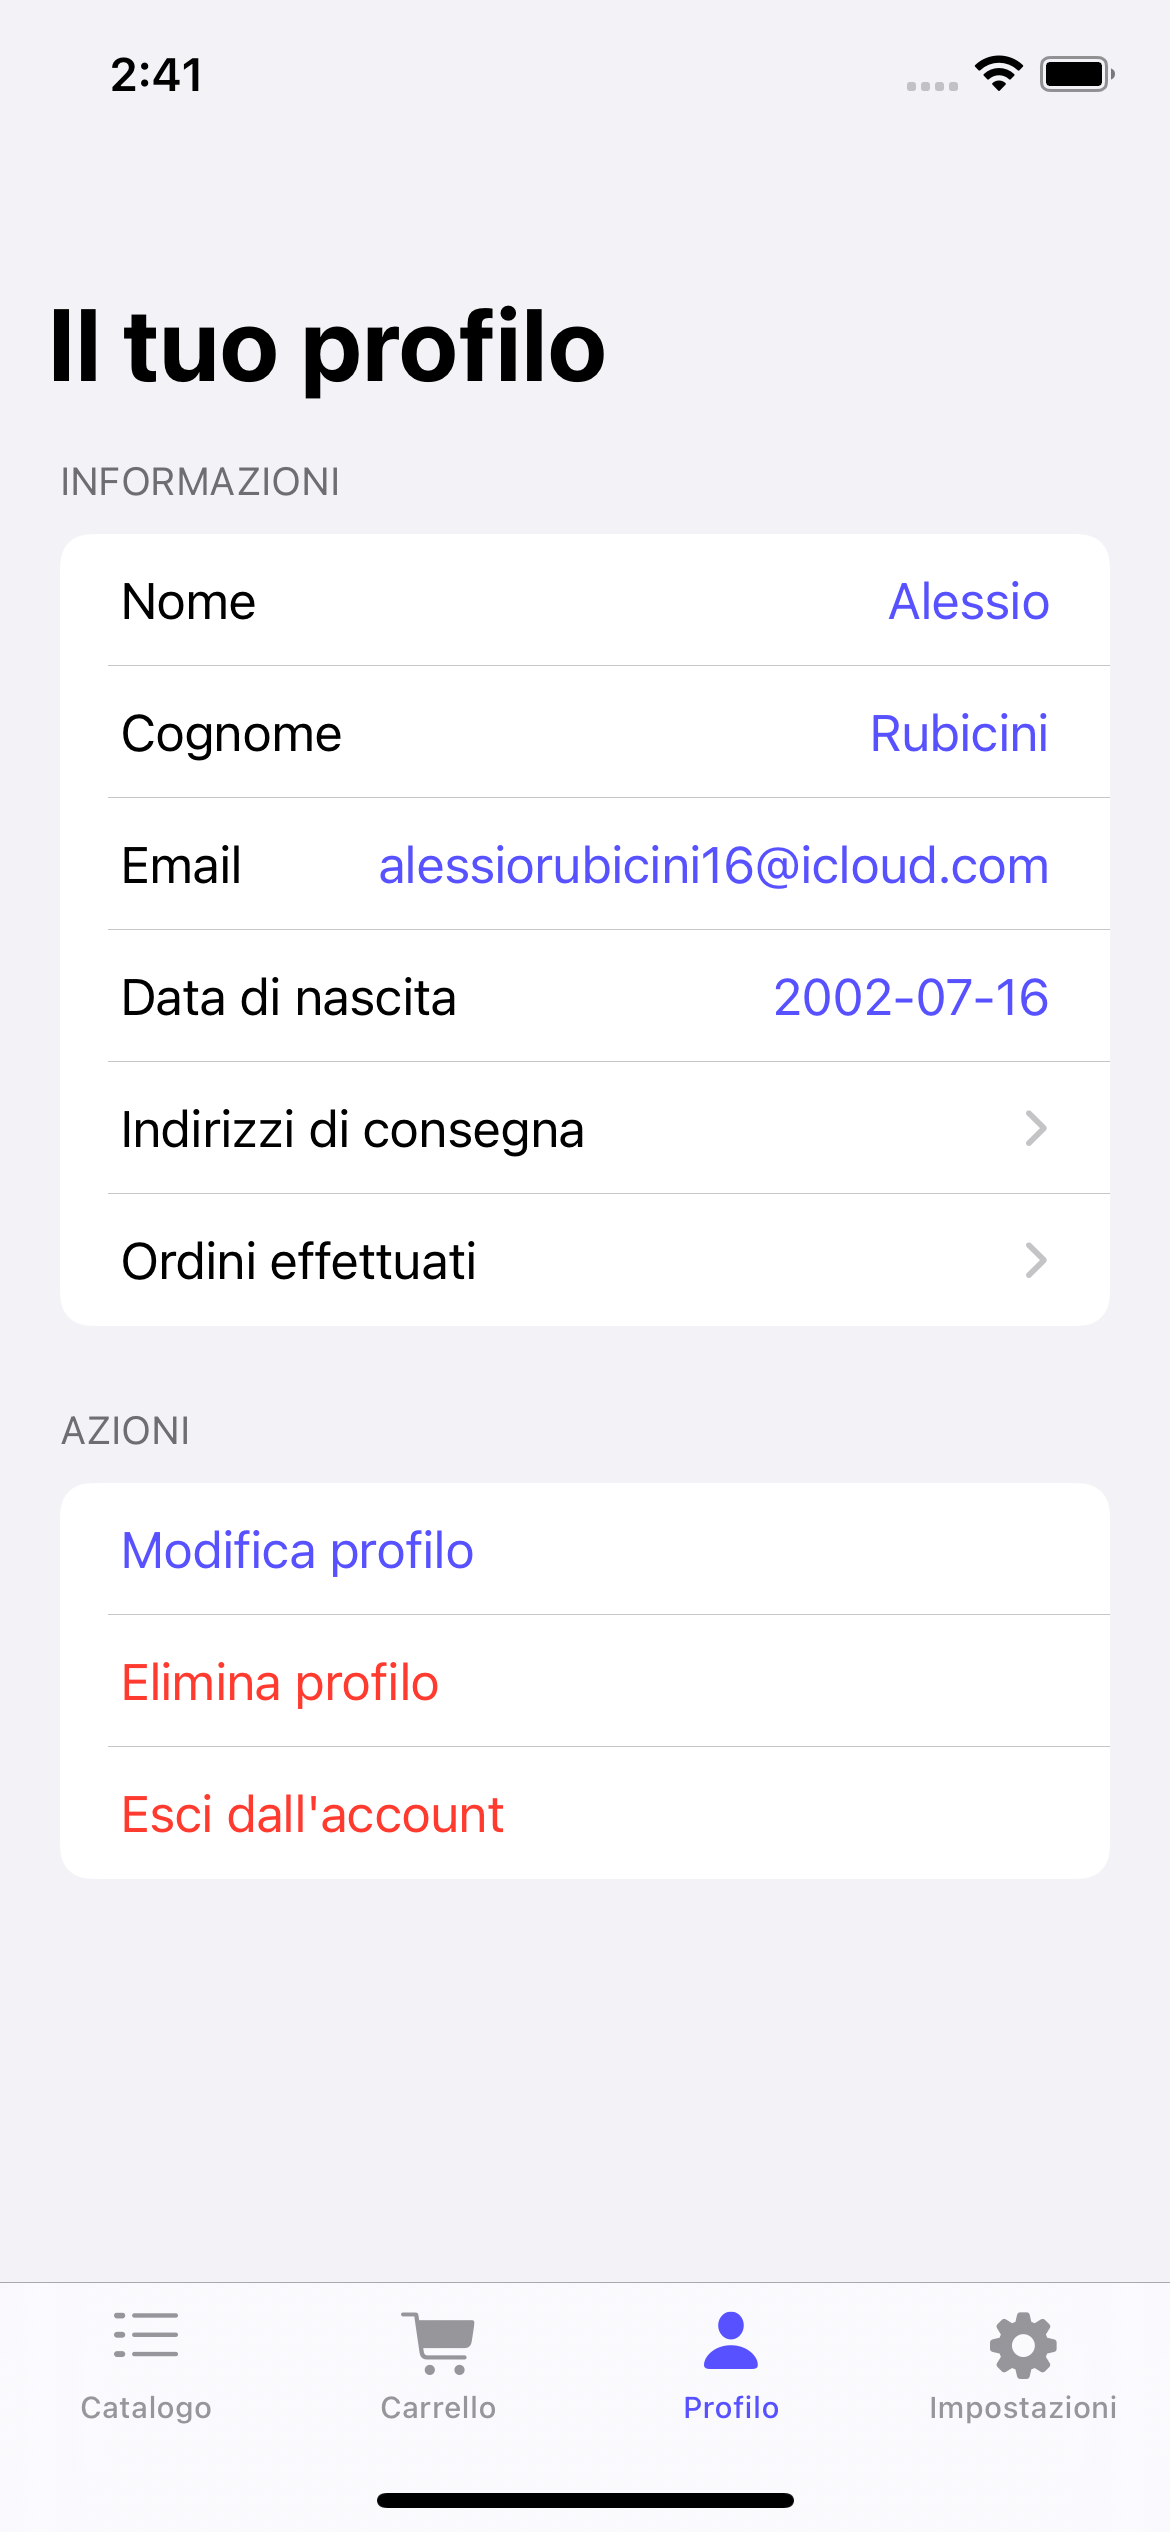 2:41
Il tuo profilo
INFORMAZIONI
Nome Alessio
Cognome Rubicini
Email alessiorubicini16@icloud.com
Data di nascita 2002-07-16
Indirizzi di consegna
Ordini effettuati
AZIONI
Modifica profilo
Elimina profilo
Esci dall'account
Catalogo Carrello Profilo Impostazioni